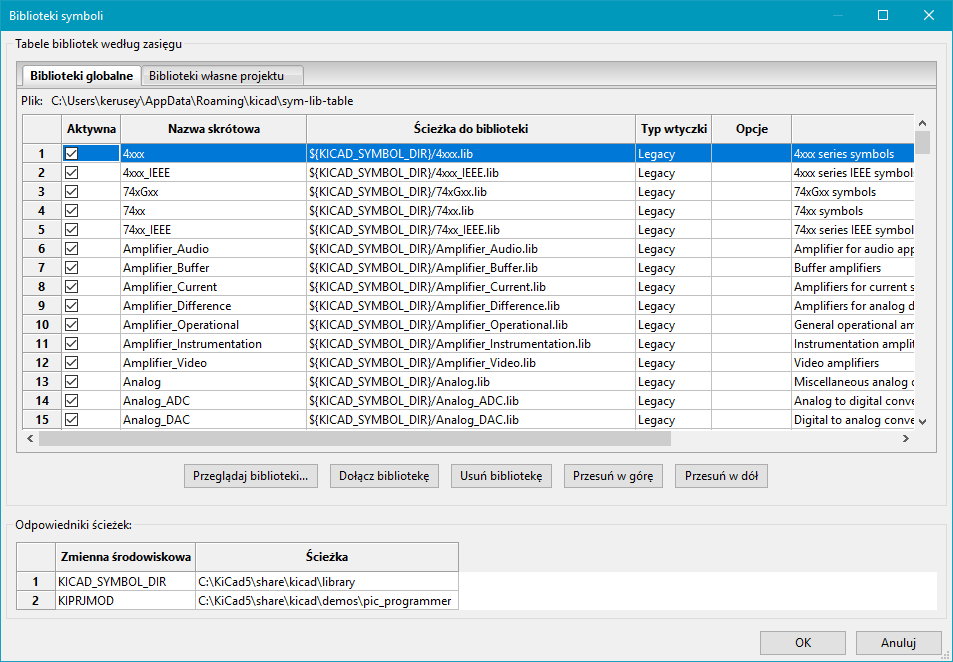 Biblioteki symboli
Tabele bibliotek według zasięgu
Biblioteki globalne Biblioteki własne projektu
Plik: C:\Users\kerusey\AppData\Roaming\kicad\sym-lib-table
Aktywna Nazwa skrótowa Ścieżka do biblioteki Typ wtyczki Opcje
1 4xxx ${KICAD_SYMBOL_DIR}/4xxx.lib Legacy 4xxx series symbols
2 4xxx_IEEE ${KICAD_SYMBOL_DIR}/4xxx_IEEE.lib Legacy 4xxx series IEEE symbol
3 74xGxx ${KICAD_SYMBOL_DIR}/74xGxx.lib Legacy 74xGxx symbols
4 74xx ${KICAD_SYMBOL_DIR}/74xx.lib Legacy 74xx symbols
5 74xx_IEEE ${KICAD_SYMBOL_DIR}/74xx_IEEE.lib Legacy 74xx series IEEE symbol
6 Amplifier_Audio ${KICAD_SYMBOL_DIR}/Amplifier_Audio.lib Legacy Amplifier for audio app
7 Amplifier_Buffer ${KICAD_SYMBOL_DIR}/Amplifier_Buffer.lib Legacy Buffer amplifiers
8 Amplifier_Current ${KICAD_SYMBOL_DIR}/Amplifier_Current.lib Legacy Amplifiers for current s
9 Amplifier_Difference ${KICAD_SYMBOL_DIR}/Amplifier_Difference.lib Legacy Amplifiers for analog d
10 Amplifier_Operational ${KICAD_SYMBOL_DIR}/Amplifier_Operational.lib Legacy General operational am
11 Amplifier_Instrumentation ${KICAD_SYMBOL_DIR}/Amplifier_Instrumentation.lib Legacy Instrumentation amplif
12 Amplifier_Video ${KICAD_SYMBOL_DIR}/Amplifier_Video.lib Legacy Video amplifiers
13 Analog ${KICAD_SYMBOL_DIR}/Analog.lib Legacy Miscellaneous analog d
14 Analog_ADC ${KICAD_SYMBOL_DIR}/Analog_ADC.lib Legacy Analog to digital conve
15 Analog_DAC ${KICAD_SYMBOL_DIR}/Analog_DAC.lib Legacy Digital to analog conve
Przeglądaj biblioteki... Dołącz bibliotekę Usuń bibliotekę Przesuń w górę Przesuń w dół
Odpowiedniki ścieżek:
Zmienna środowiskowa Ścieżka
1 KICAD_SYMBOL_DIR C:\KiCad5\share\kicad\library
2 KIPRJMOD C:\KiCad5\share\kicad\demos\pic_programmer
OK Anuluj